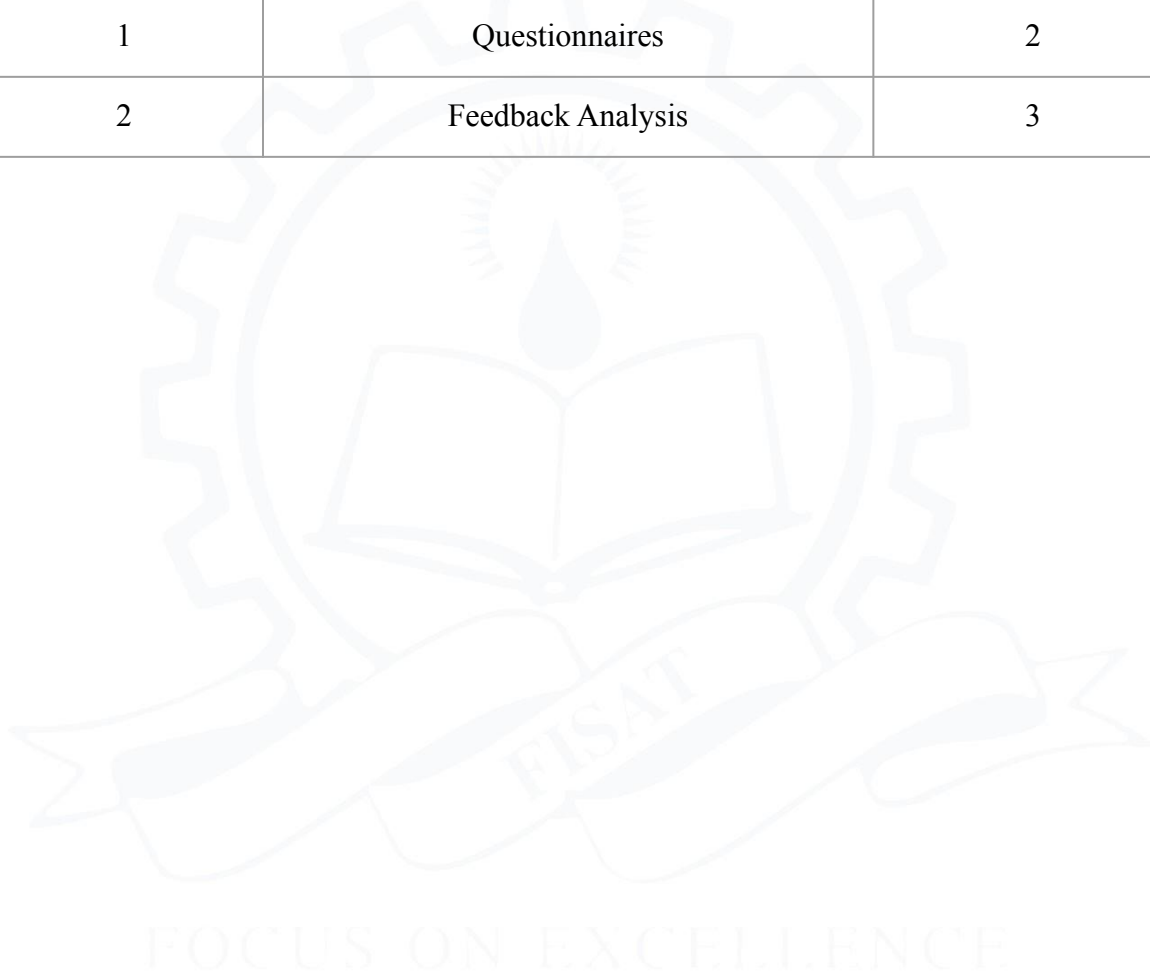 1 Questionnaires 2
2 Feedback Analysis 3
FISAT
FOCUS ON EXCELLENCE